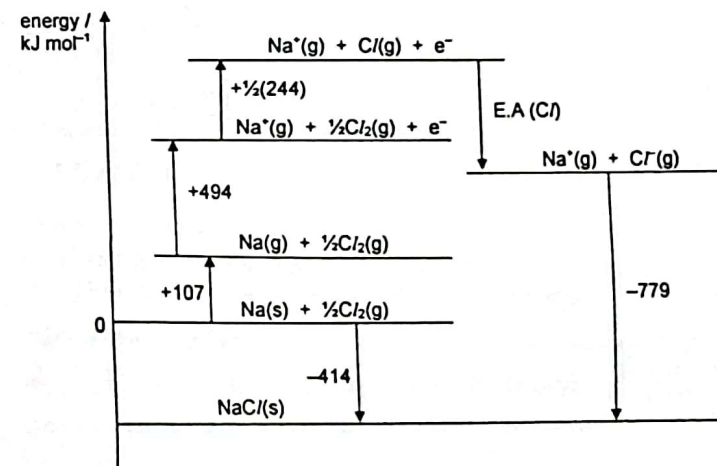 energy /
kJ mol⁻¹
Na⁺(g) + Cl(g) + e⁻
+½(244)
E.A (Cl)
Na⁺(g) + ½Cl₂(g) + e⁻
Na⁺(g) + Cl⁻(g)
+494
Na(g) + ½Cl₂(g)
+107
–779
Na(s) + ½Cl₂(g)
0
–414
NaCl(s)